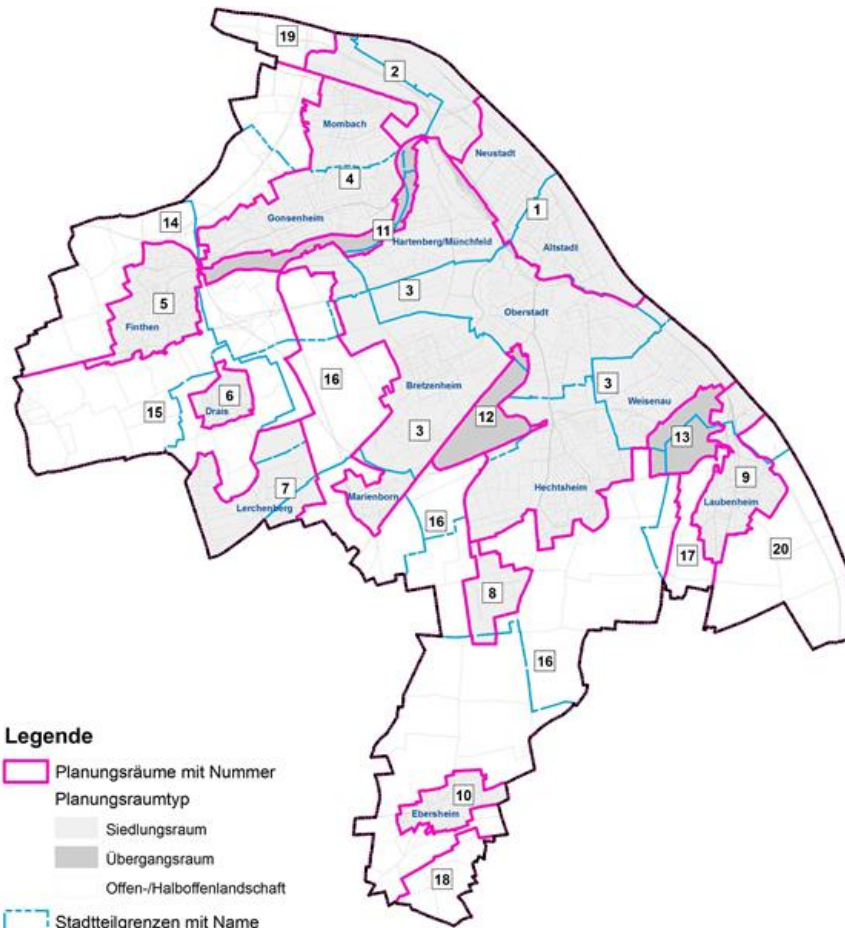 19
2
Mombach
Neustadt
4
1
14
Gonsenheim
11
Hartenberg/Münchfeld
Altstadt
5
3
Finthen
Oberstadt
6
16
Bretzenheim
3
15
Drais
12
Weisenau
3
13
7
Marienborn
Hechtsheim
9
Lerchenberg
Laubenheim
16
17
20
8
16
Legende
Planungsräume mit Nummer
Planungsraumtyp
Siedlungsraum
Übergangsraum
Offen-/Halboffenlandschaft
Stadtteilgrenzen mit Name
10
Ebersheim
18